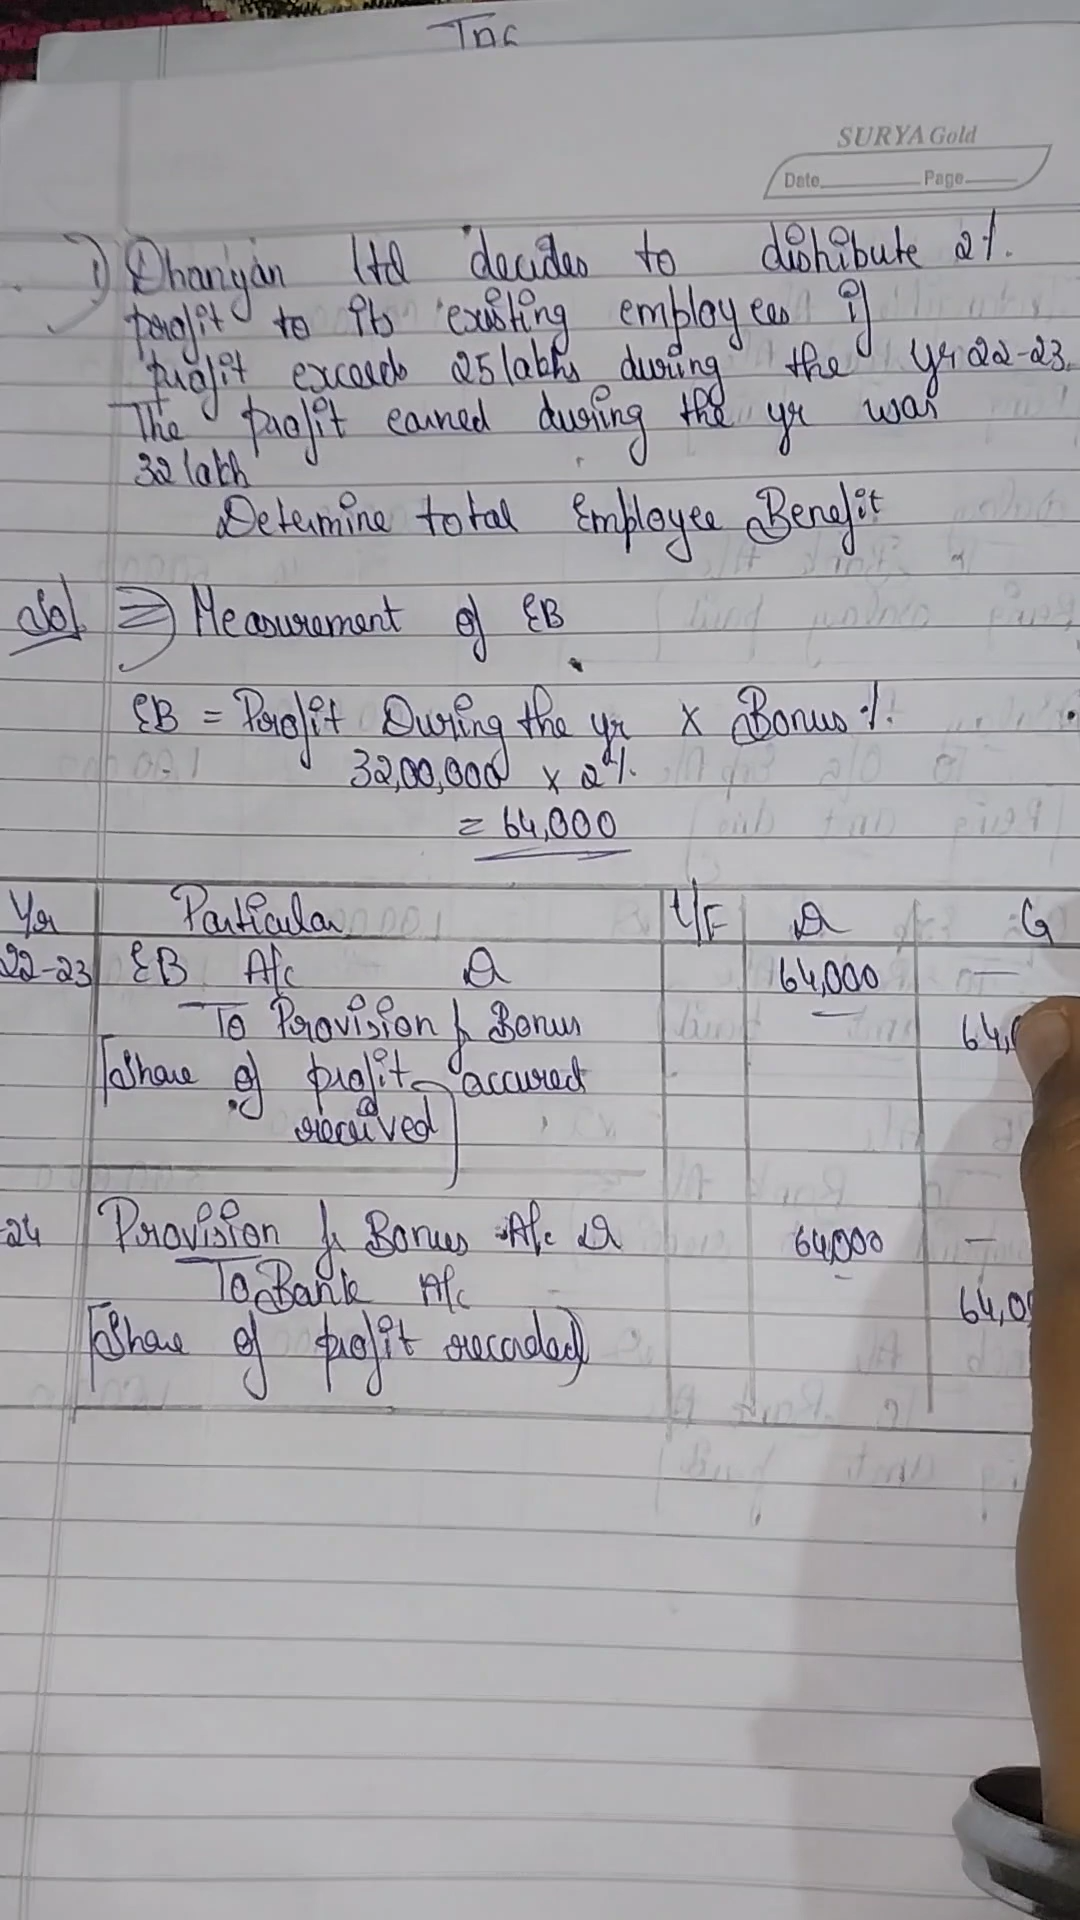 Inc
SURYA Gold
Date Page
1) Dhanyan ltd decides to distribute 2%
profit to its existing employees if
profit exceeds 25 lakhs during the yr 22-23.
The profit earned during the yr was
32 lakh
Determine total Employee Benefit
Sol ⇒ Measurement of EB
EB = Profit During the yr x Bonus %.
32,00,000 x 2%.
= 64,000
Yr Particular L/F Dr Cr
22-23 EB A/c Dr 64,000 —
To Provision f Bonus 64,0
[Share of profit accured
received]
-24 Provision f Bonus A/c Dr 64,000 —
To Bank A/c 64,00
[Share of profit recorded]